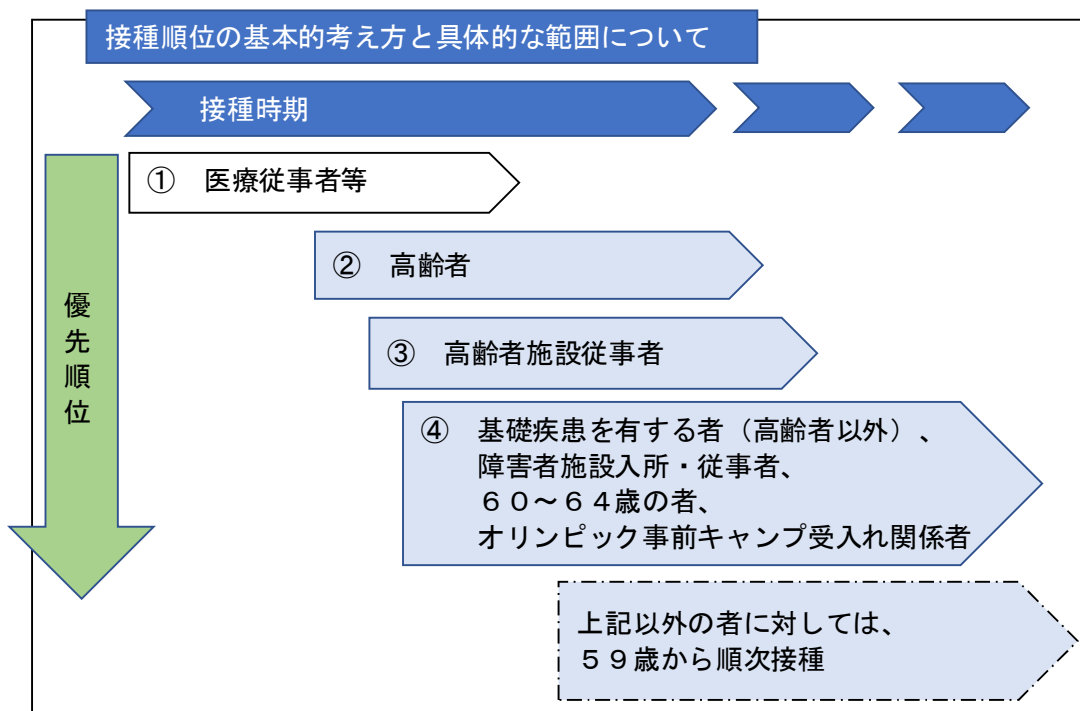 接種順位の基本的考え方と具体的な範囲について
接種時期
① 医療従事者等
② 高齢者
③ 高齢者施設従事者
④ 基礎疾患を有する者（高齢者以外）、
障害者施設入所・従事者、
６０～６４歳の者、
オリンピック事前キャンプ受入れ関係者
上記以外の者に対しては、
５９歳から順次接種
優先順位